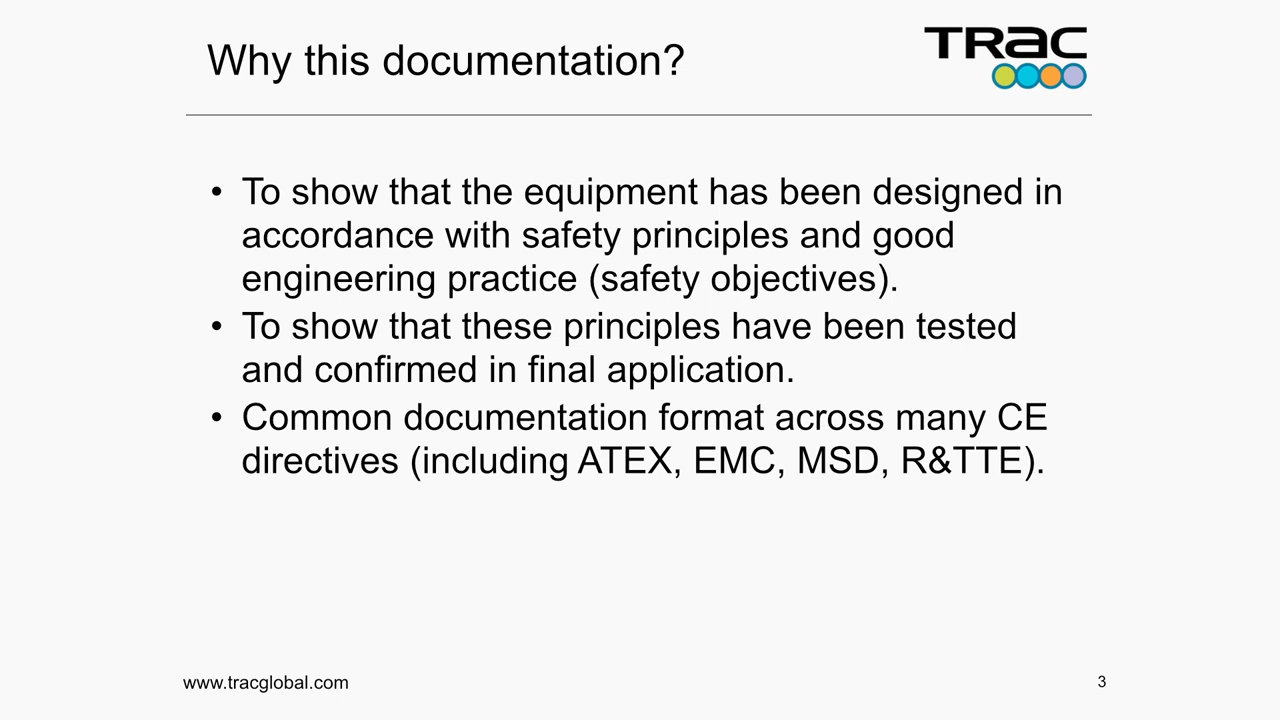 Why this documentation?
TRac
• To show that the equipment has been designed in
accordance with safety principles and good
engineering practice (safety objectives).
• To show that these principles have been tested
and confirmed in final application.
• Common documentation format across many CE
directives (including ATEX, EMC, MSD, R&TTE).
www.tracglobal.com
3